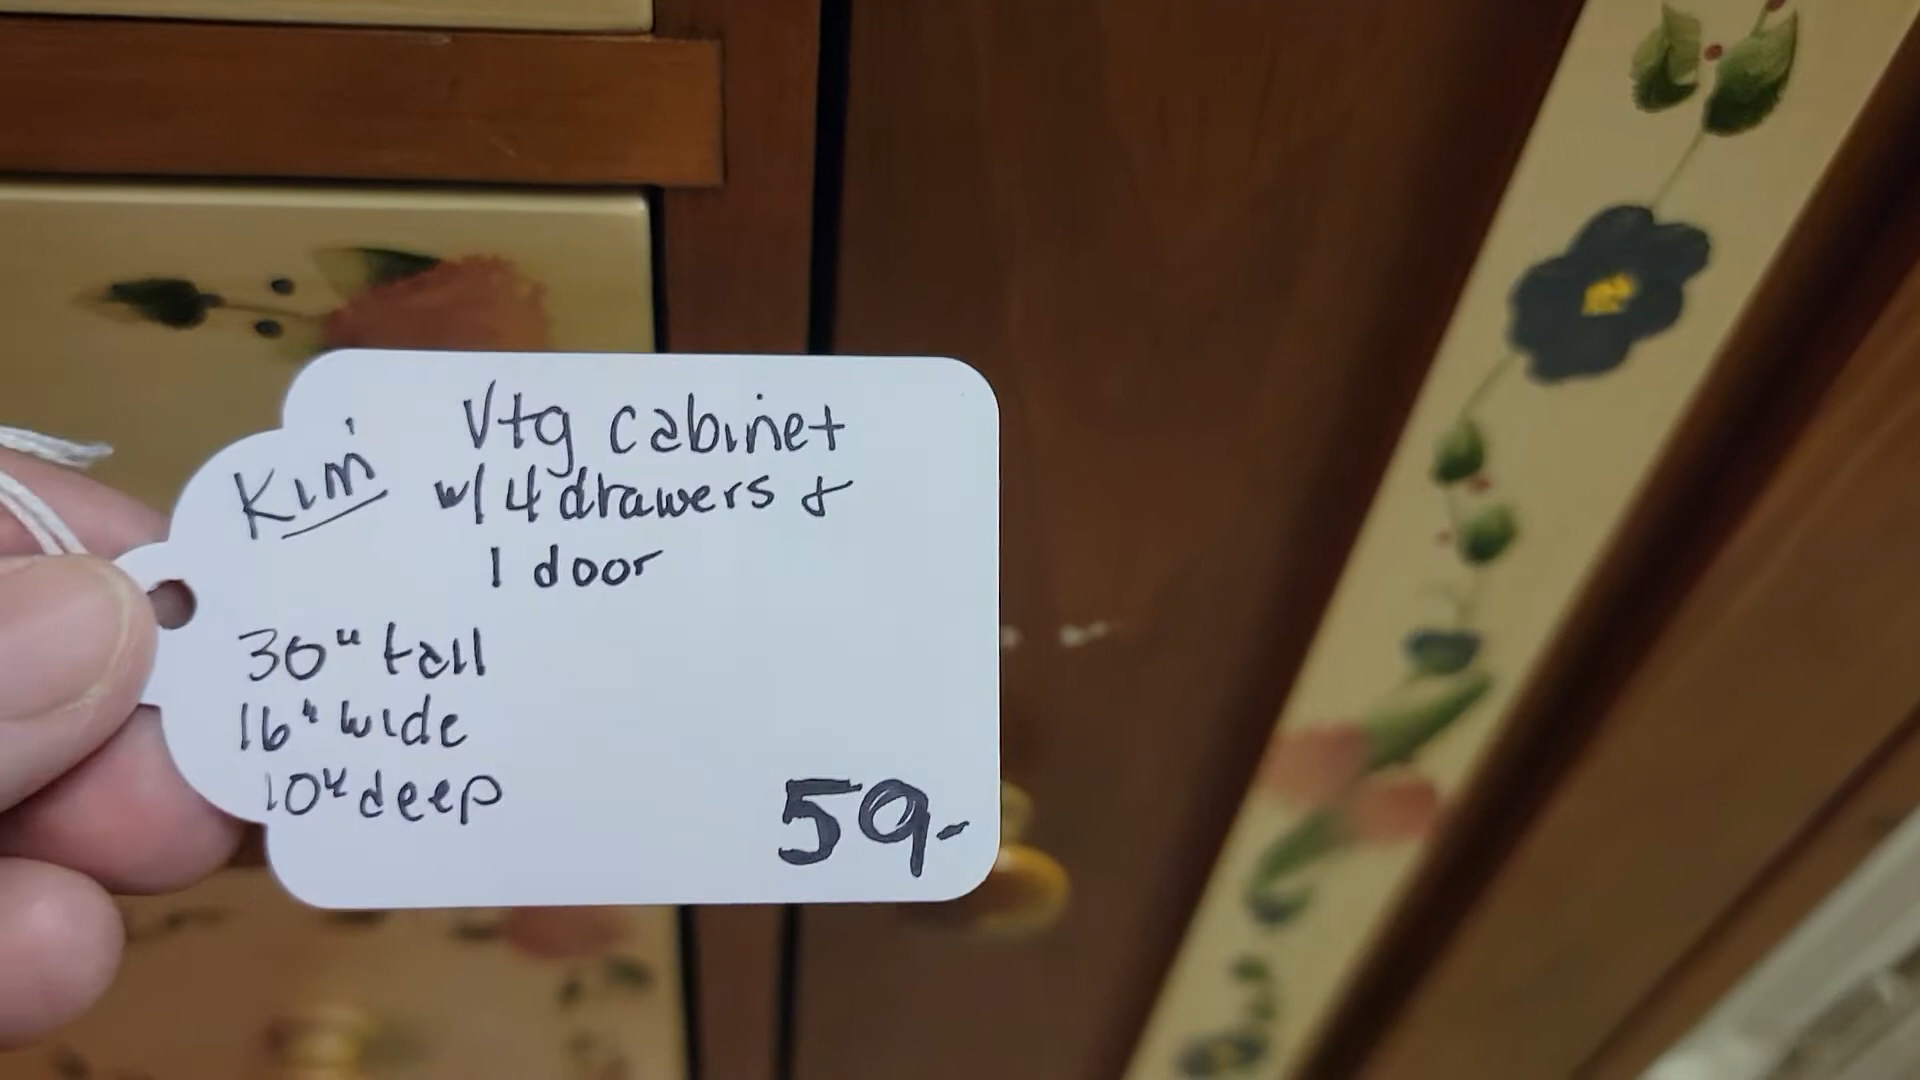 Kim Vtg cabinet
w/ 4 drawers &
1 door
30" tall
16" wide
10" deep
59-